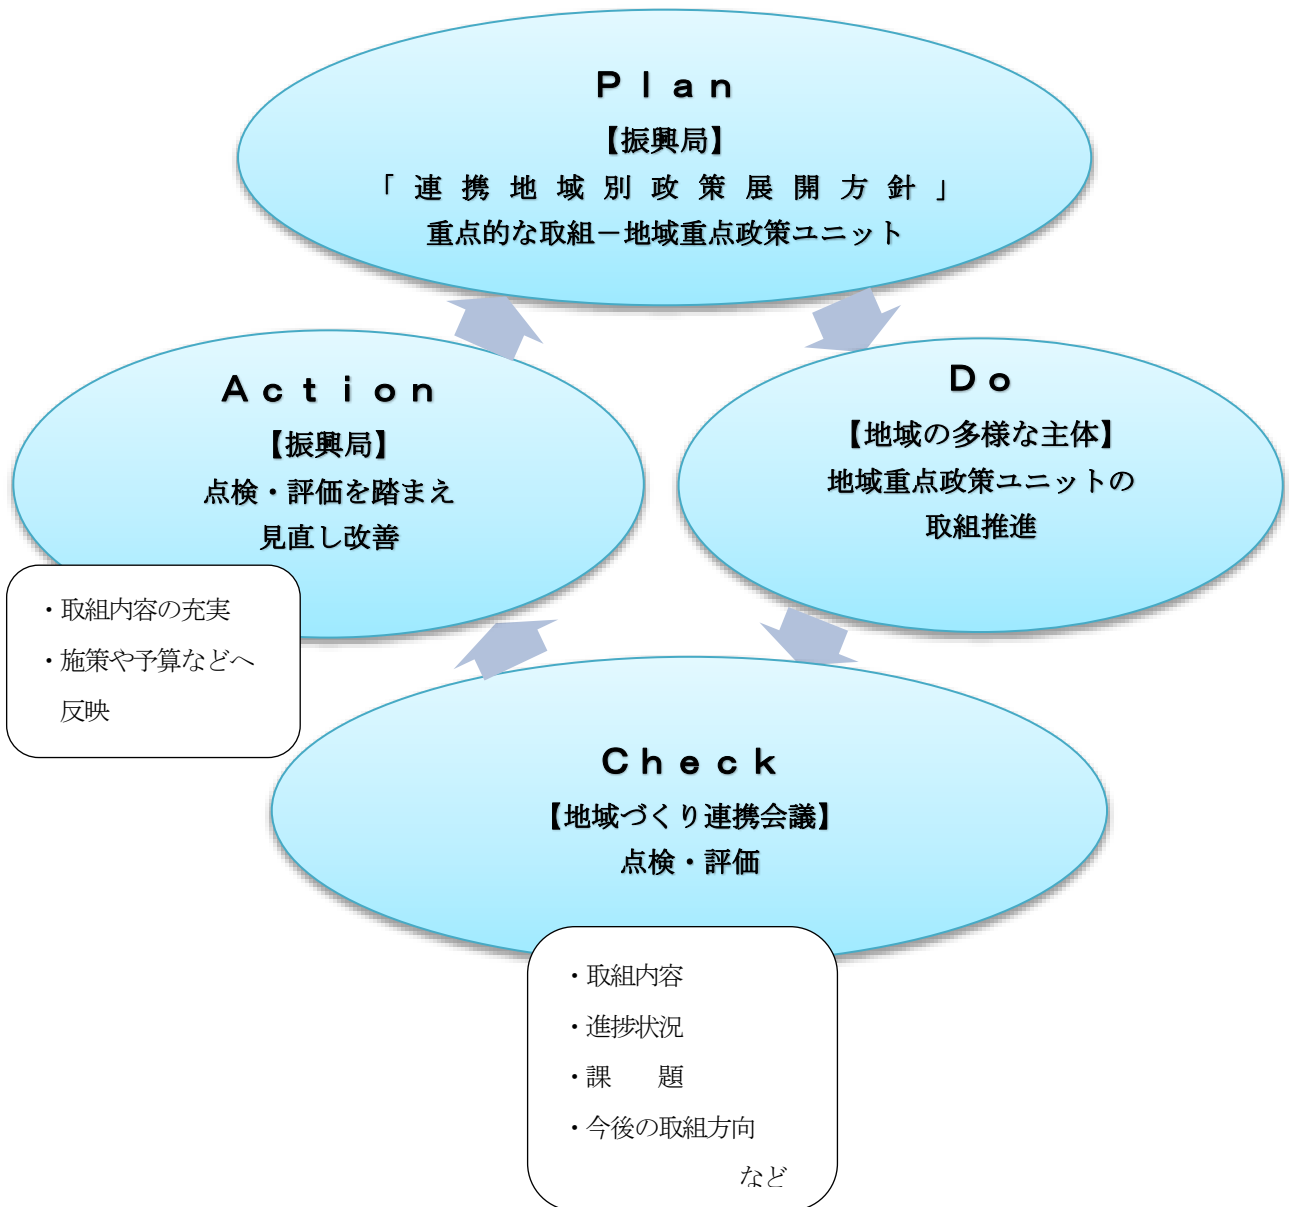 Ｐｌａｎ
【振興局】
「連携地域別政策展開方針」
重点的な取組－地域重点政策ユニット
Ａｃｔｉｏｎ
【振興局】
点検・評価を踏まえ
見直し改善
・取組内容の充実
・施策や予算などへ
反映
Ｄｏ
【地域の多様な主体】
地域重点政策ユニットの
取組推進
Ｃｈｅｃｋ
【地域づくり連携会議】
点検・評価
・取組内容
・進捗状況
・課　題
・今後の取組方向
など